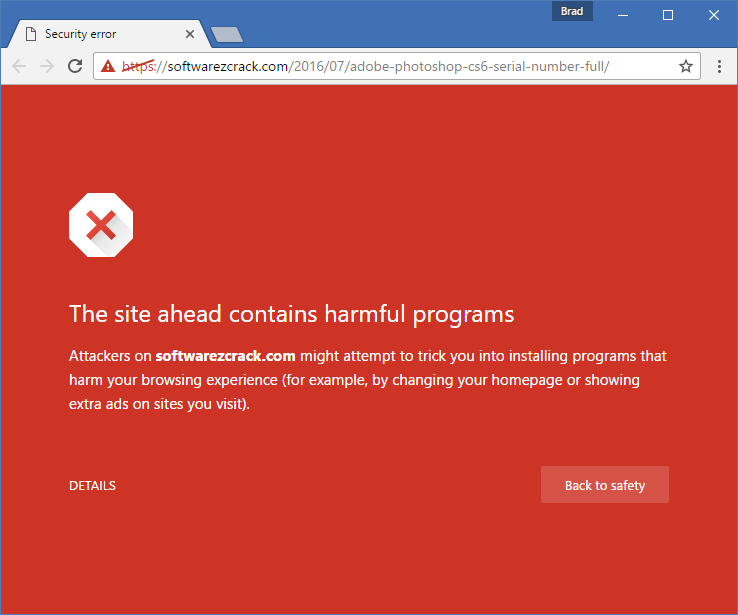 Brad
Security error
https://softwarezcrack.com/2016/07/adobe-photoshop-cs6-serial-number-full/
The site ahead contains harmful programs
Attackers on softwarezcrack.com might attempt to trick you into installing programs that
harm your browsing experience (for example, by changing your homepage or showing
extra ads on sites you visit).
DETAILS
Back to safety